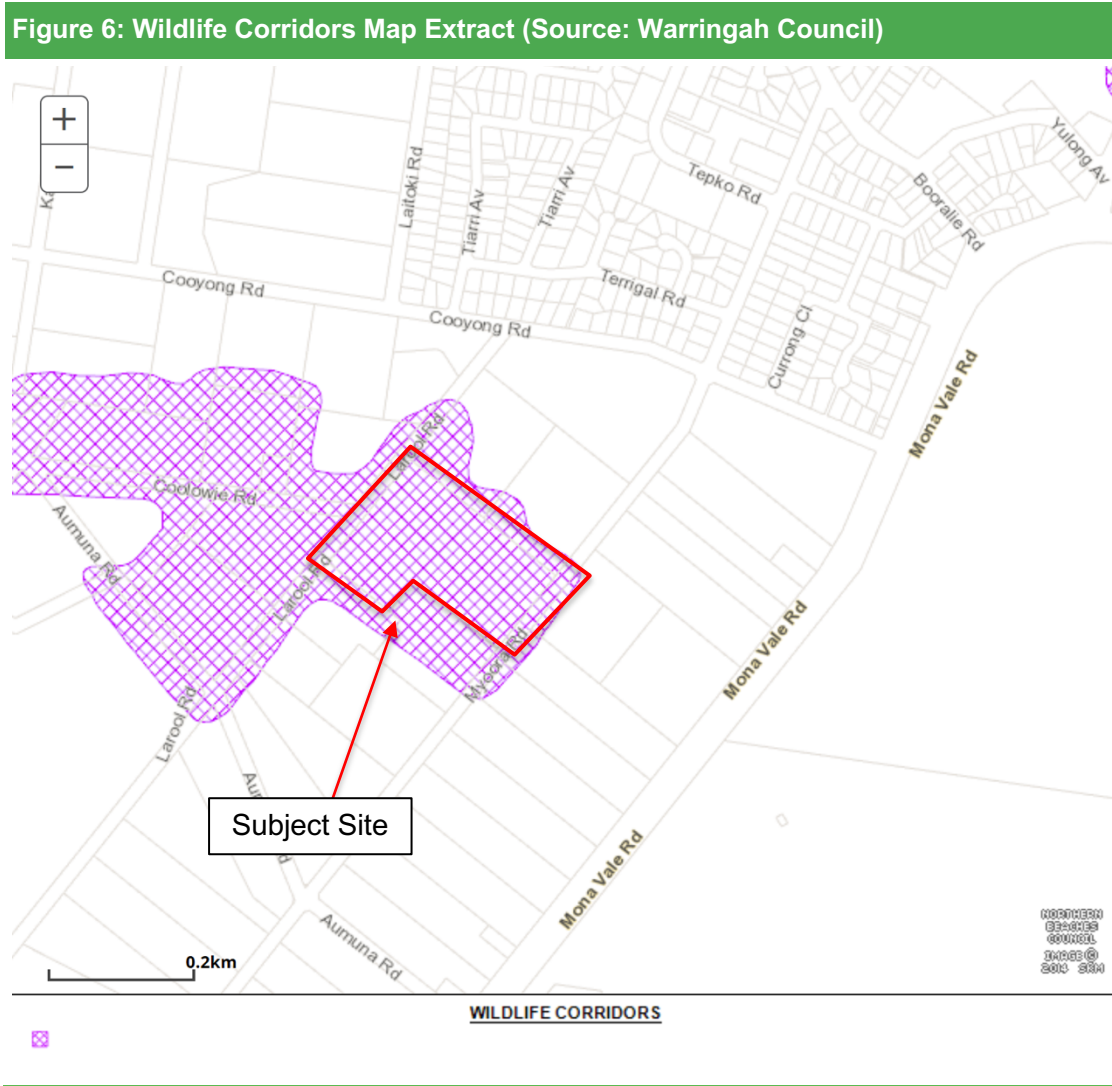 Figure 6: Wildlife Corridors Map Extract (Source: Warringah Council)
+
−
Yulong Av
Laitoki Rd
Tiarri Av
Tiarri Av
Tepko Rd
Booralie Rd
Cooyong Rd
Terrigal Rd
Cooyong Rd
Currong Cl
Mona Vale Rd
Larool Rd
Coolowie Rd
Aumuna Rd
Larool Rd
Myoora Rd
Mona Vale Rd
Larool Rd
Subject Site
Mona Vale Rd
Aumuna Rd
NORTHERN
BEACHES
COUNCIL
IMAGE ©
0.2km
WILDLIFE CORRIDORS